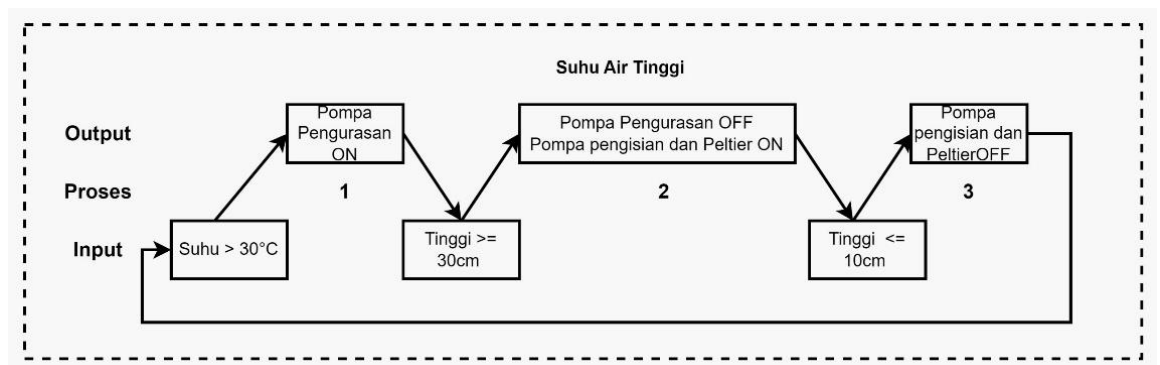 Suhu Air Tinggi
Output
Pompa
Pengurasan
ON
Pompa Pengurasan OFF
Pompa pengisian dan Peltier ON
Pompa
pengisian dan
PeltierOFF
Proses
1
2
3
Input
Suhu > 30°C
Tinggi >=
30cm
Tinggi <=
10cm